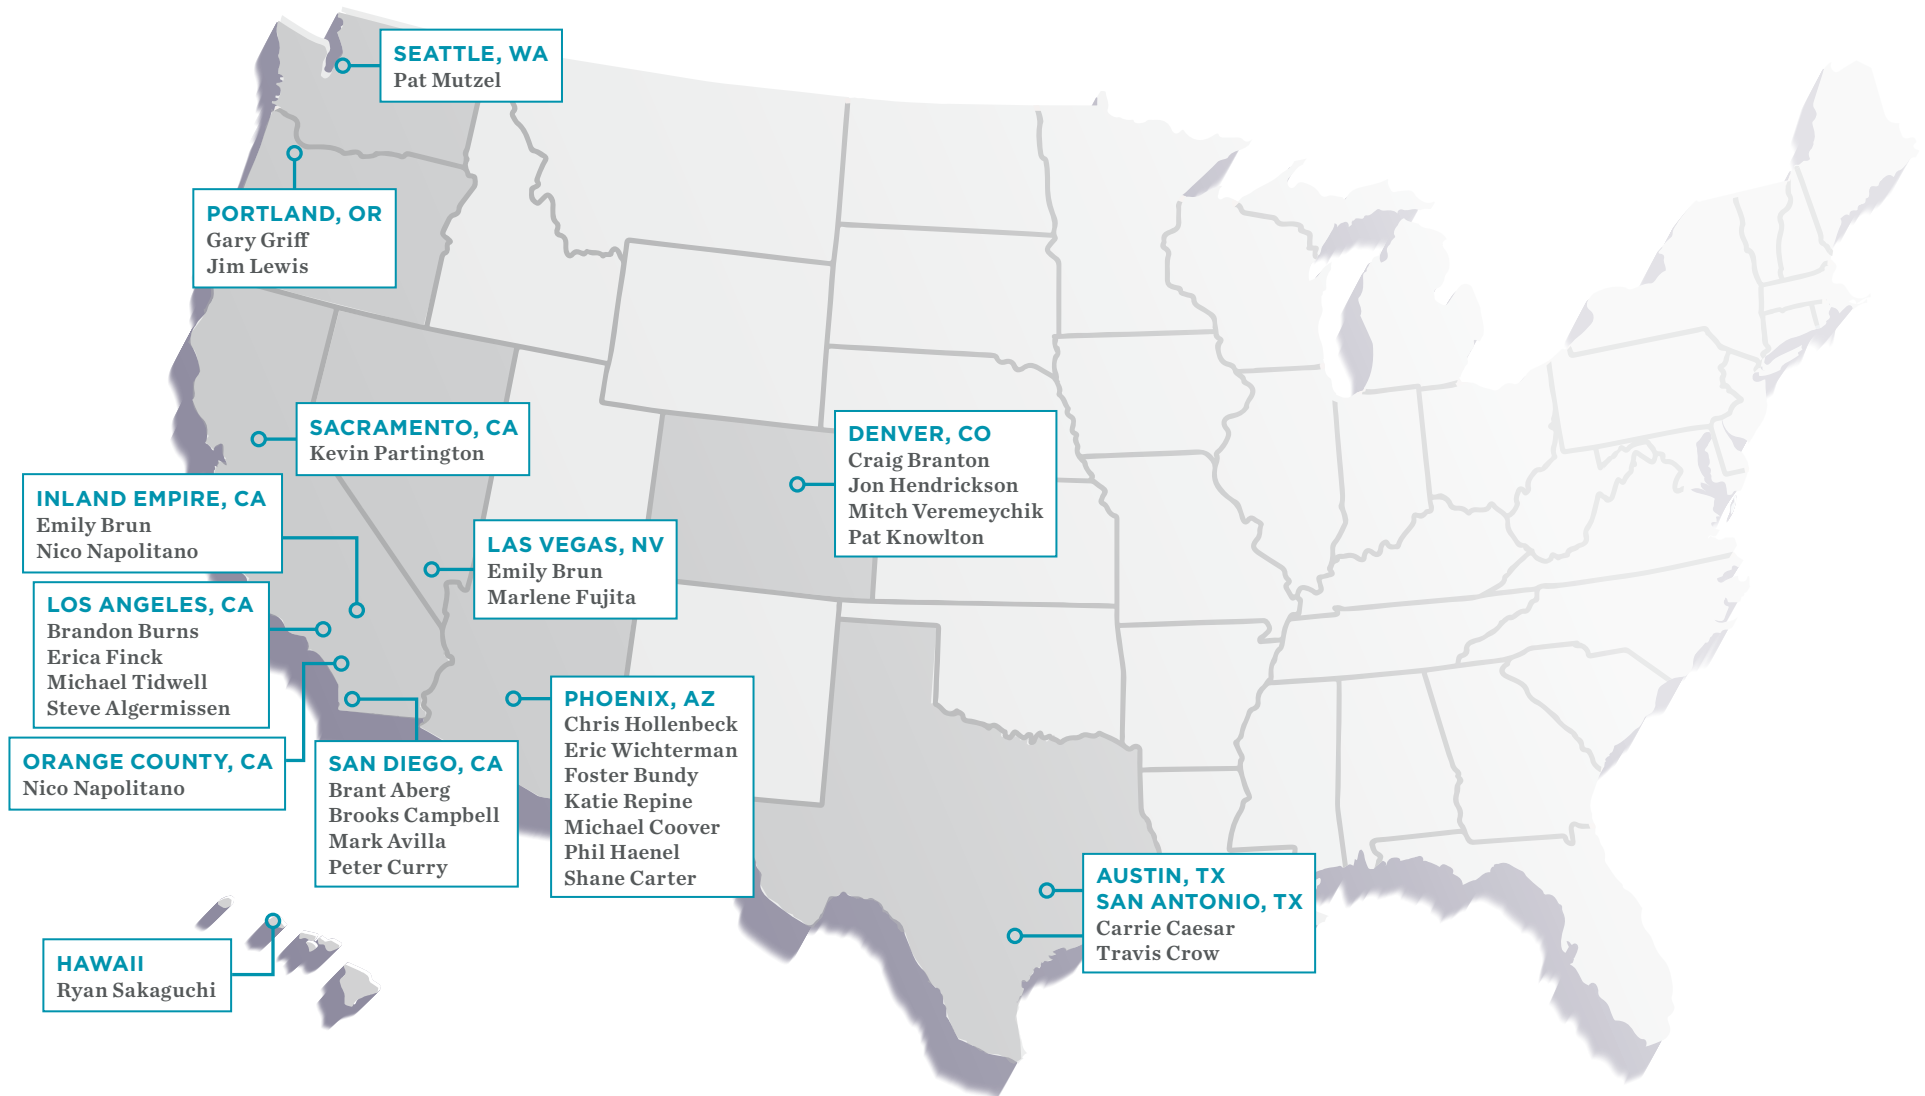 SEATTLE, WA
Pat Mutzel
PORTLAND, OR
Gary Griff
Jim Lewis
SACRAMENTO, CA
Kevin Partington
INLAND EMPIRE, CA
Emily Brun
Nico Napolitano
LAS VEGAS, NV
Emily Brun
Marlene Fujita
DENVER, CO
Craig Branton
Jon Hendrickson
Mitch Veremeychik
Pat Knowlton
LOS ANGELES, CA
Brandon Burns
Erica Finck
Michael Tidwell
Steve Algermissen
ORANGE COUNTY, CA
Nico Napolitano
SAN DIEGO, CA
Brant Aberg
Brooks Campbell
Mark Avilla
Peter Curry
PHOENIX, AZ
Chris Hollenbeck
Eric Wichterman
Foster Bundy
Katie Repine
Michael Coover
Phil Haenel
Shane Carter
AUSTIN, TX
SAN ANTONIO, TX
Carrie Caesar
Travis Crow
HAWAII
Ryan Sakaguchi